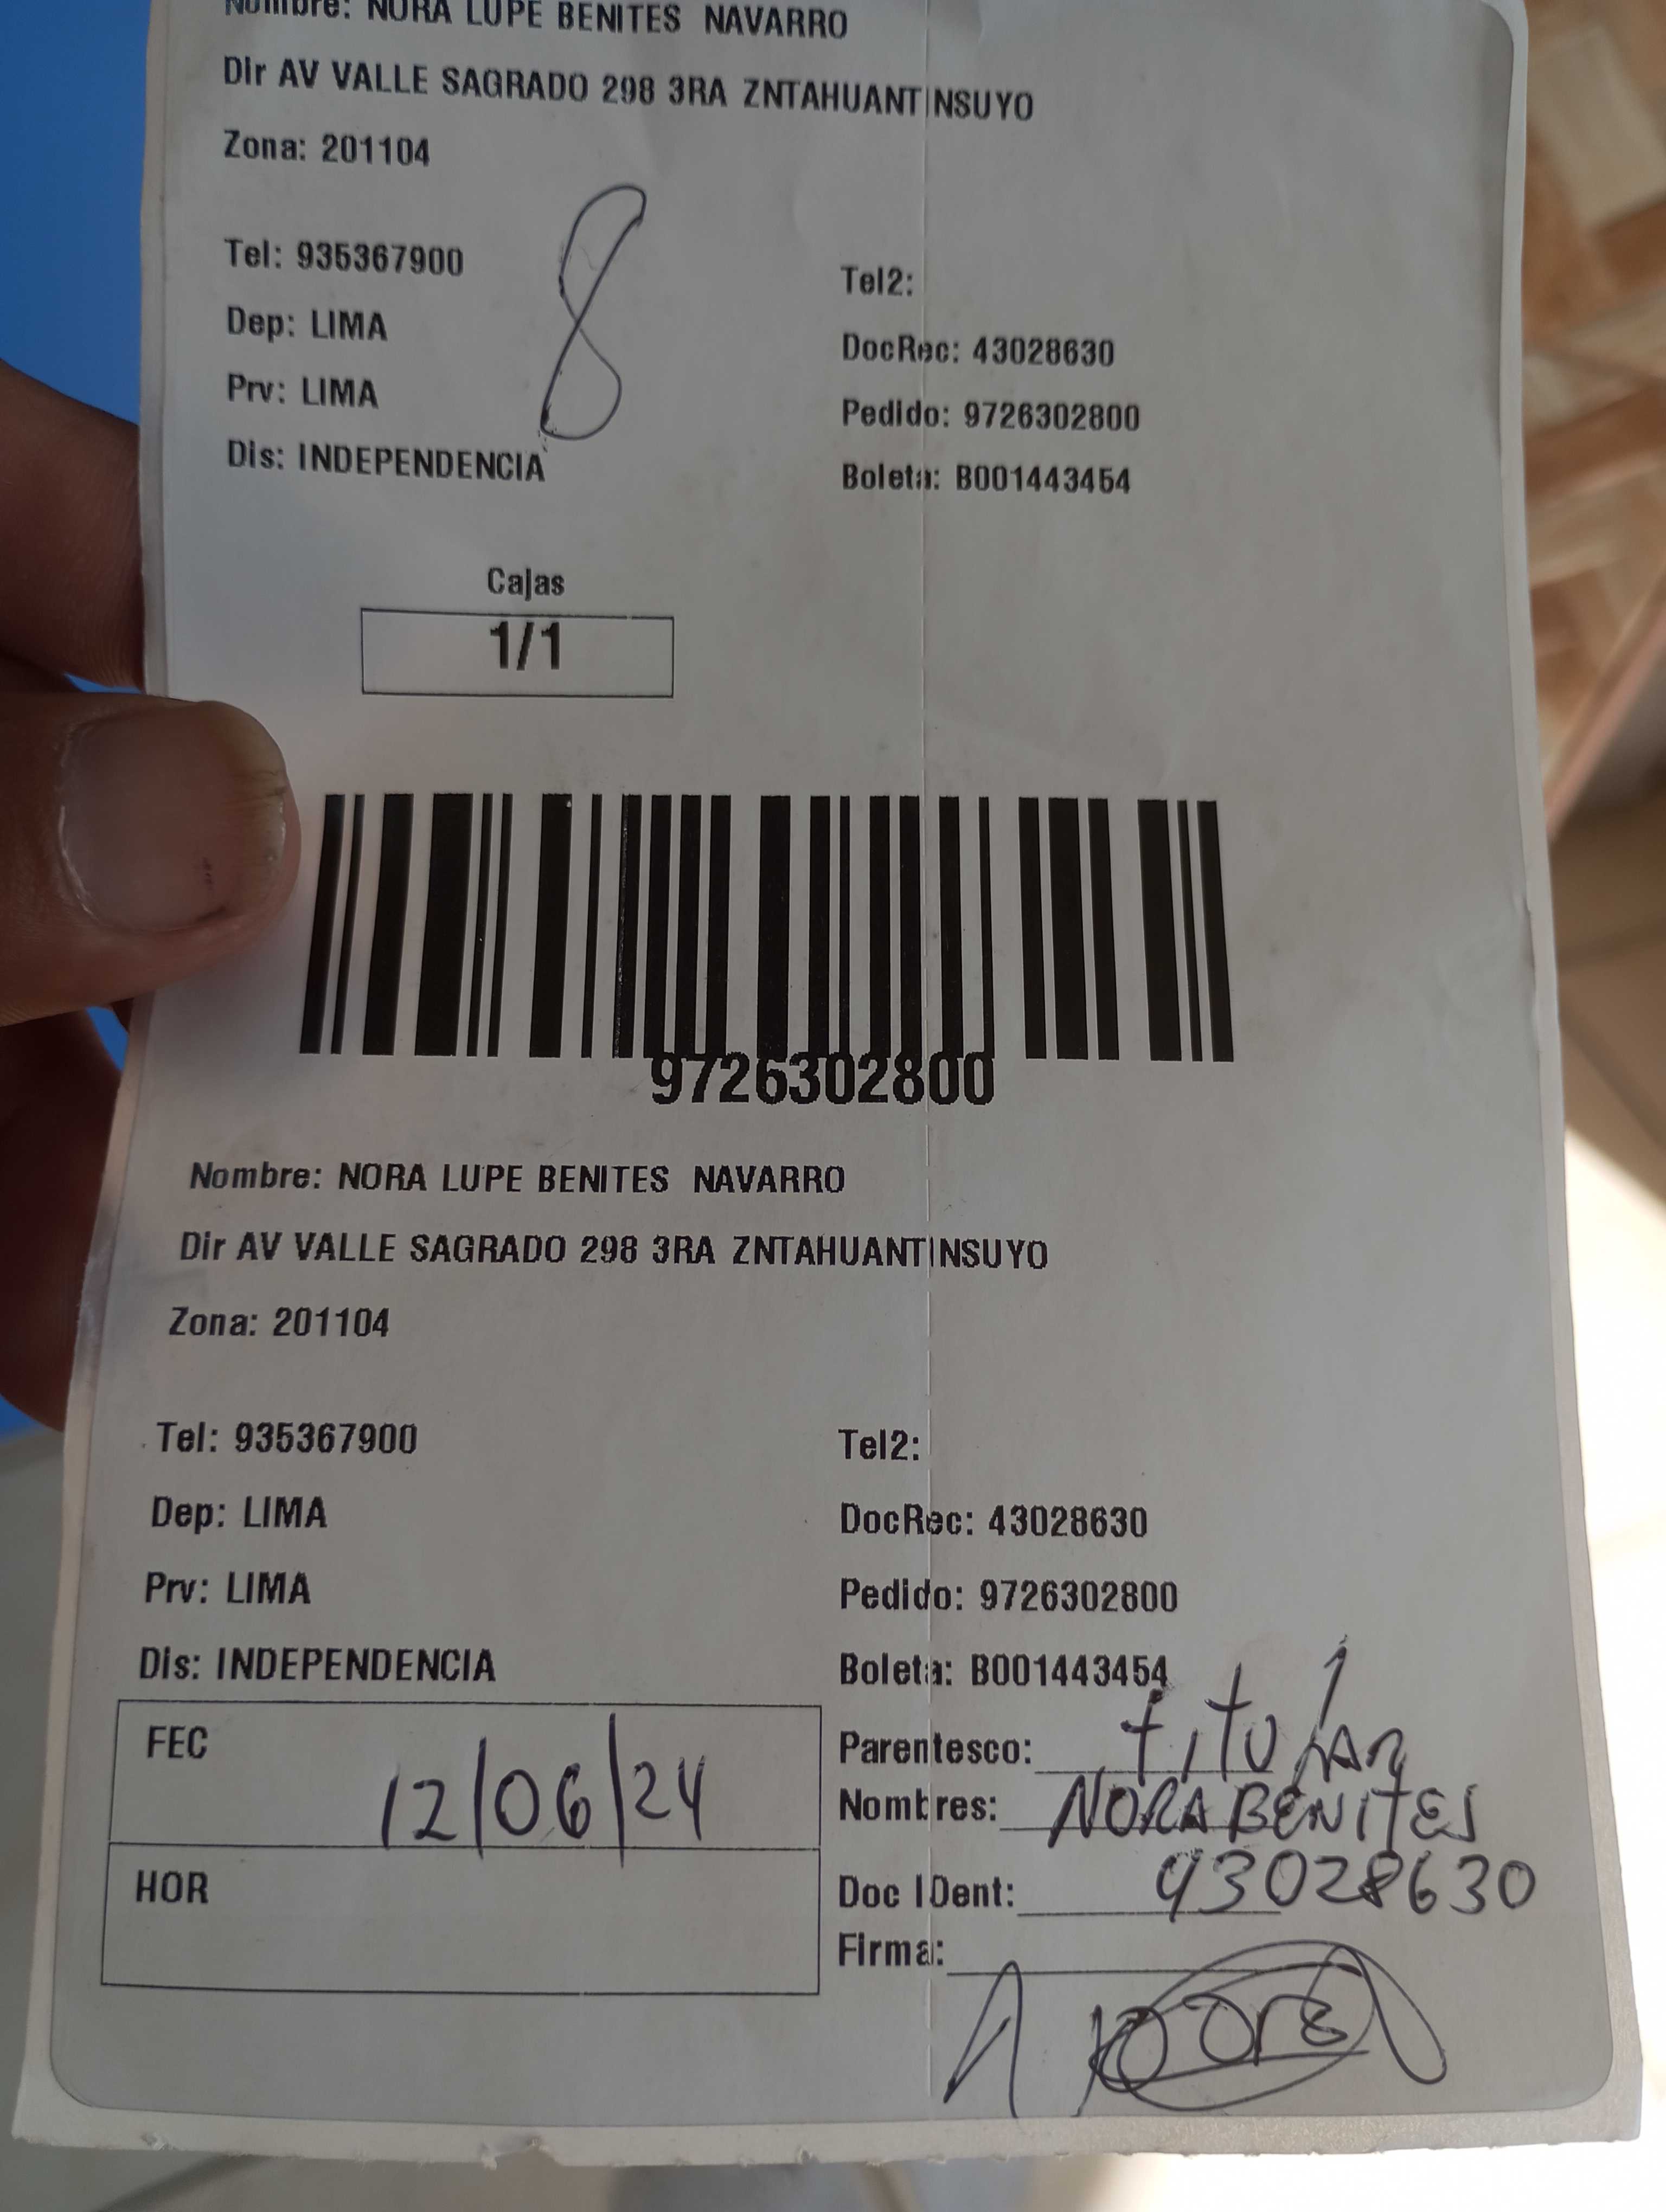 Nombre: NORA LUPE BENITES NAVARRO
Dir AV VALLE SAGRADO 298 3RA ZNTAHUANTINSUYO
Zona: 201104
8
Tel: 935367900
Tel2:
Dep: LIMA
DocRec: 43028630
Prv: LIMA
Pedido: 9726302800
Dis: INDEPENDENCIA
Boleta: B001443454
Cajas
1/1
9726302800
Nombre: NORA LUPE BENITES NAVARRO
Dir AV VALLE SAGRADO 298 3RA ZNTAHUANTINSUYO
Zona: 201104
Tel: 935367900
Tel2:
Dep: LIMA
DocRec: 43028630
Prv: LIMA
Pedido: 9726302800
Dis: INDEPENDENCIA
Boleta: B001443454
FEC 12/06/24
Parentesco: titular
Nombres: NORA BENITES
HOR
Doc IDent: 43028630
Firma: